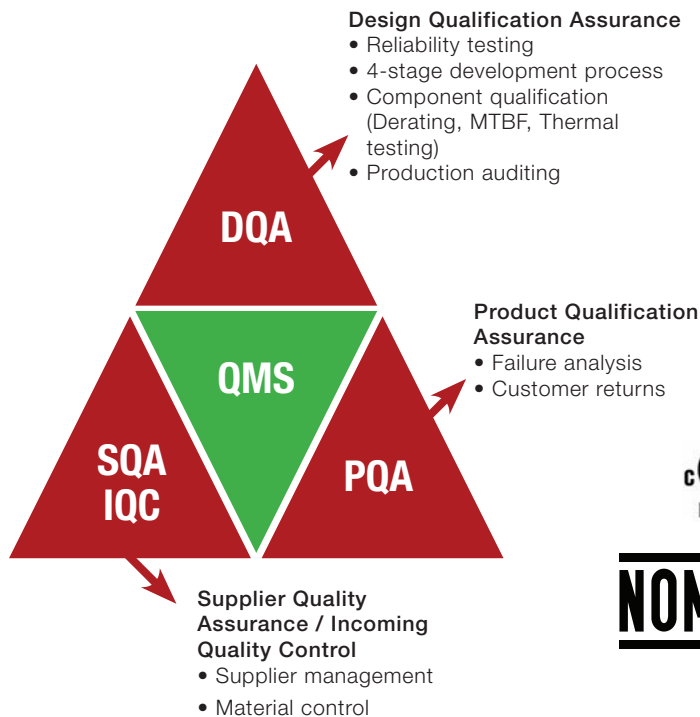 Design Qualification Assurance
• Reliability testing
• 4-stage development process
• Component qualification
(Derating, MTBF, Thermal
testing)
• Production auditing
DQA
Product Qualification
Assurance
• Failure analysis
• Customer returns
QMS
SQA
IQC
PQA
Supplier Quality
Assurance / Incoming
Quality Control
• Supplier management
• Material control
c
NOM